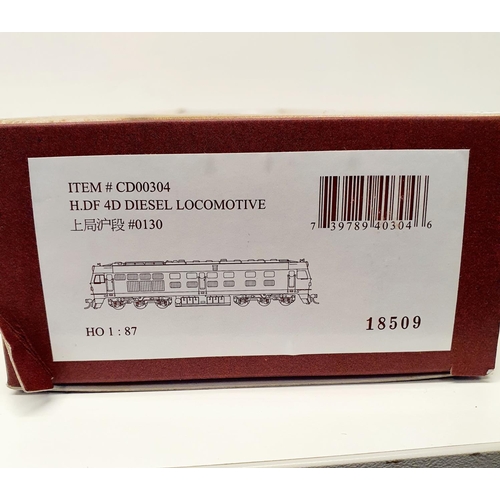 ITEM # CD00304
H.DF 4D DIESEL LOCOMOTIVE
上局沪段 #0130
7 39789 40304 6
HO 1 : 87
18509